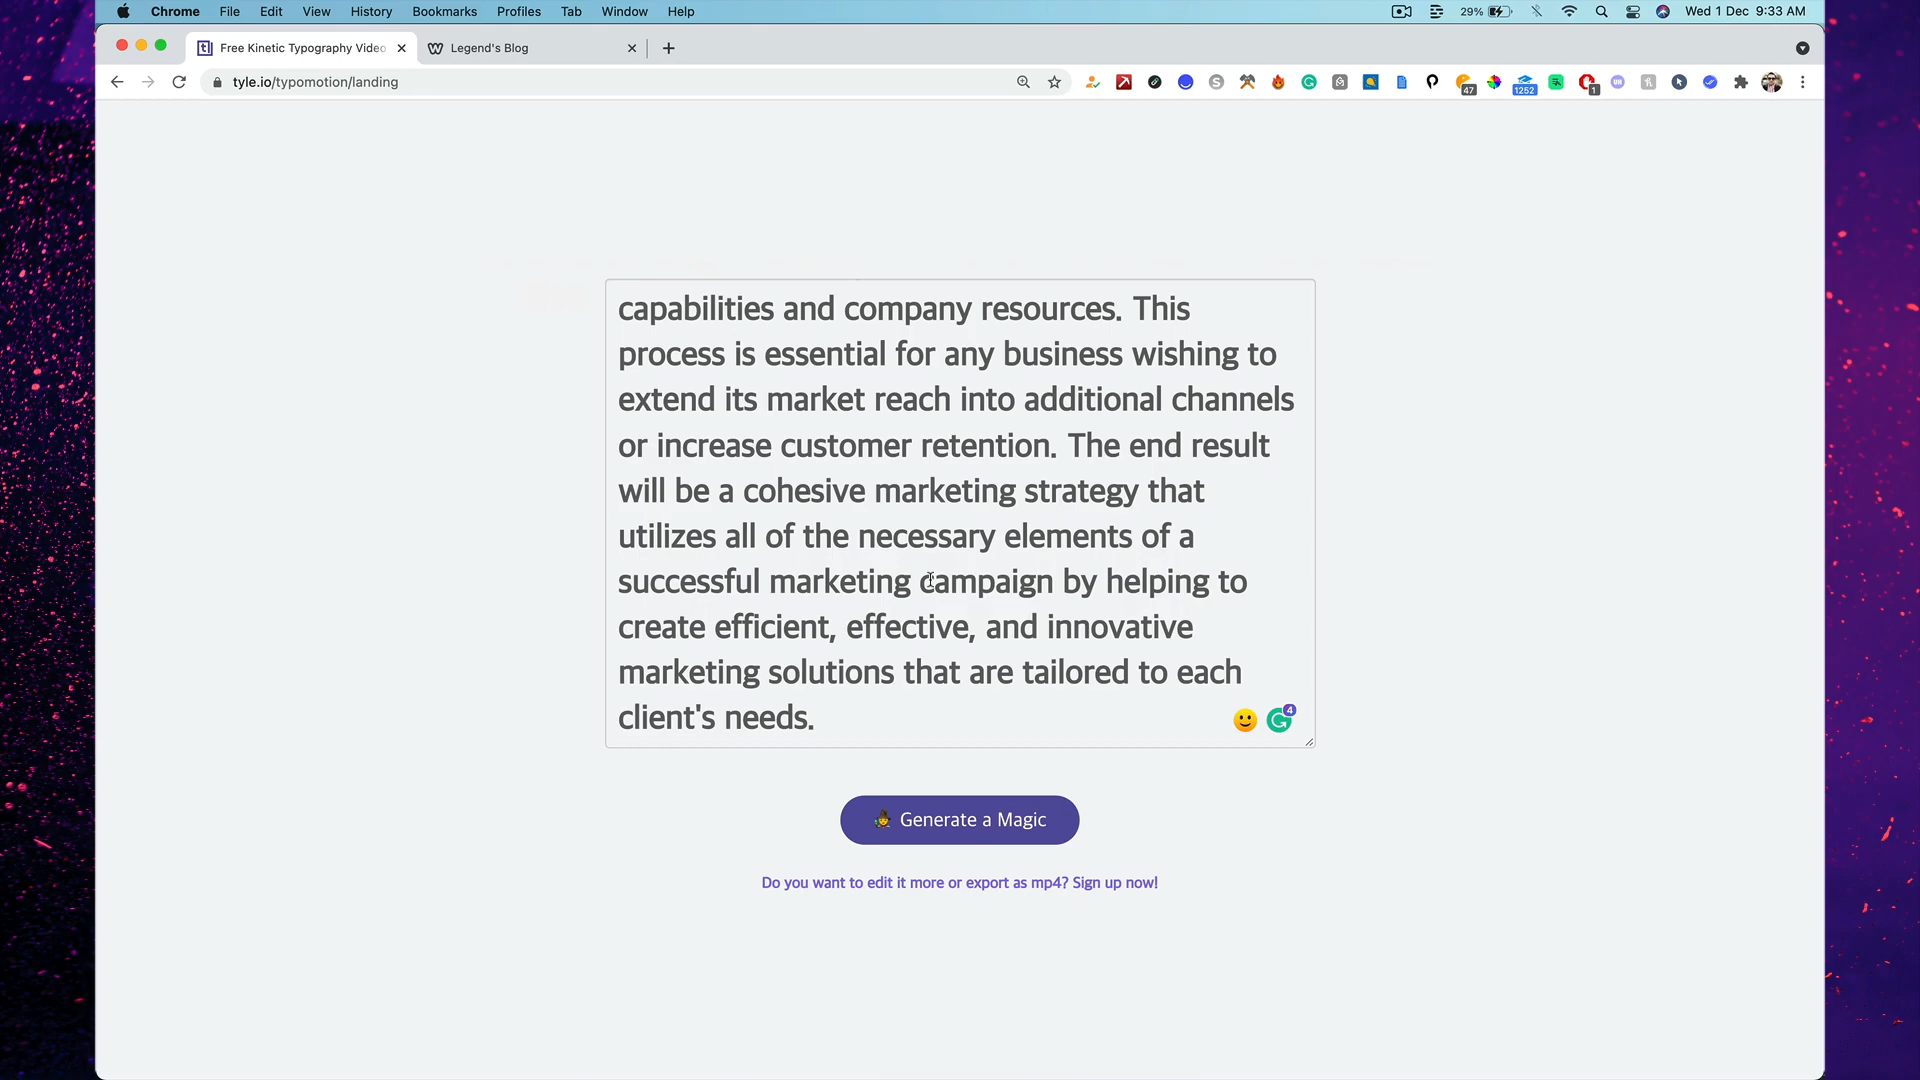 Chrome File Edit View History Bookmarks Profiles Tab Window Help 29% Wed 1 Dec 9:33 AM
Free Kinetic Typography Video Legend's Blog
tyle.io/typomotion/landing 47 1252 1
capabilities and company resources. This
process is essential for any business wishing to
extend its market reach into additional channels
or increase customer retention. The end result
will be a cohesive marketing strategy that
utilizes all of the necessary elements of a
successful marketing campaign by helping to
create efficient, effective, and innovative
marketing solutions that are tailored to each
client's needs.
4
Generate a Magic
Do you want to edit it more or export as mp4? Sign up now!